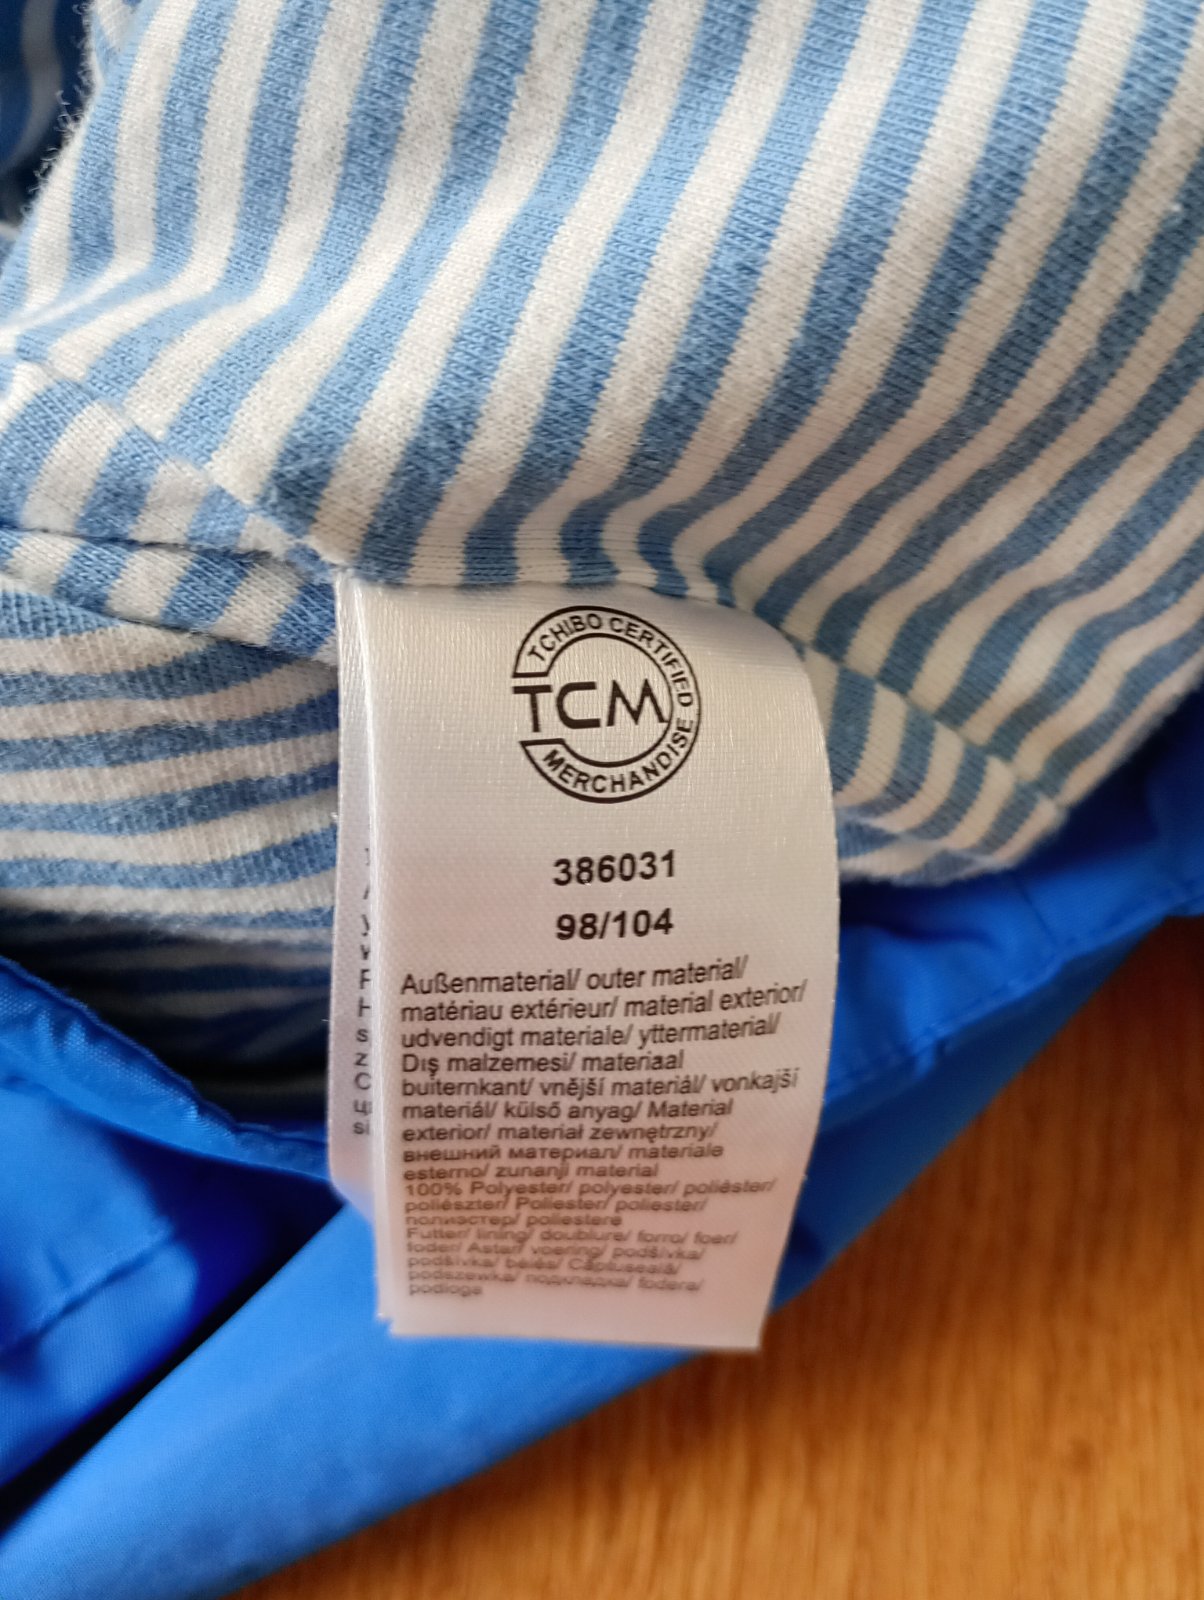 TCHIBO CERTIFIED
TCM
MERCHANDISE
386031
98/104
Außenmaterial/ outer material/
matériau extérieur/ material exterior/
udvendigt materiale/ yttermaterial/
Dış malzemesi/ materiaal
buitenkant/ vnější materiál/ vonkajší
materiál/ külső anyag/ Material
exterior/ materiał zewnętrzny/
внешний материал/ materiale
esterno/ zunanji material
100% Polyester/ polyester/ poliéster/
poliészter/ Poliester/ poliester/
полиэстер/ poliestere
Futter/ lining/ doublure/ forro/ foer/
foder/ Astar/ voering/ podšívka/
podšívka/ bélés/ Căptuseală/
podszewka/ подкладка/ fodera/
podloga